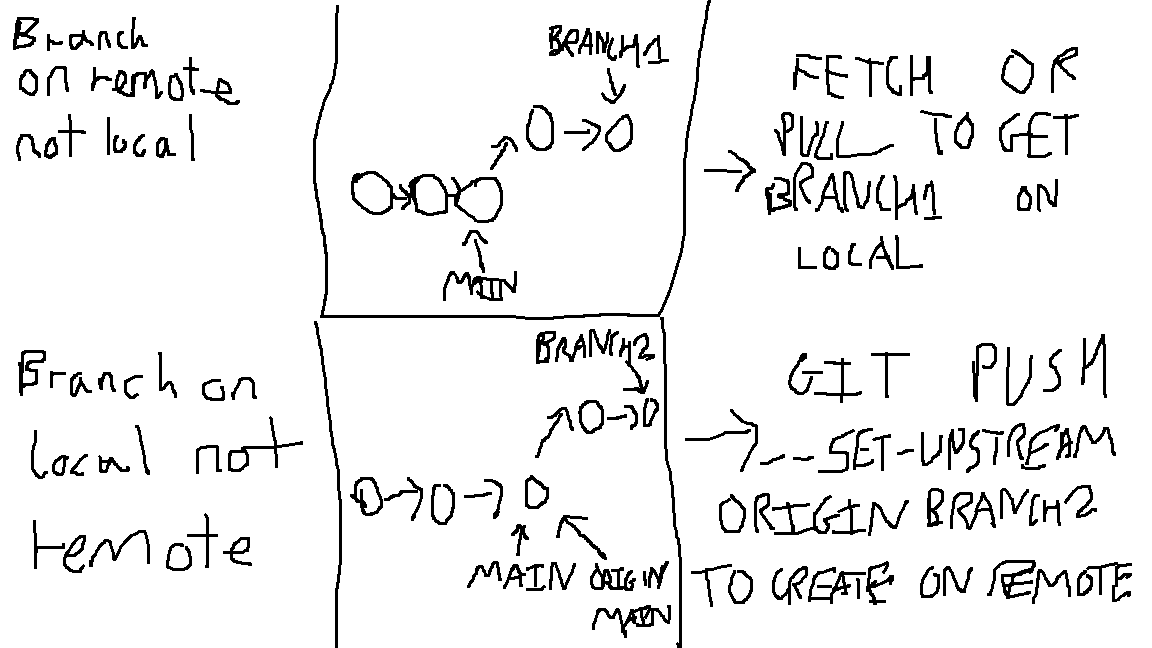 Branch
on remote
not local
BRANCH1
MAIN
FETCH OR
PULL TO GET
BRANCH1 ON
LOCAL
Branch on
local not
remote
BRANCH2
MAIN
ORIGIN
MAIN
GIT PUSH
--SET-UPSTREAM
ORIGIN BRANCH2
TO CREATE ON REMOTE